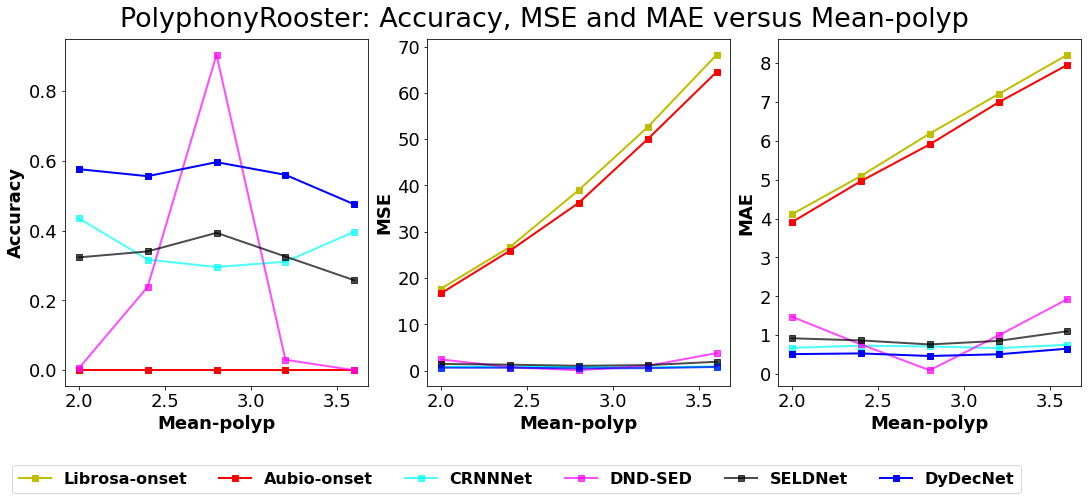 PolyphonyRooster: Accuracy, MSE and MAE versus Mean-polyp
Accuracy
0.8
0.6
0.4
0.2
0.0
2.0 2.5 3.0 3.5
Mean-polyp
MSE
70
60
50
40
30
20
10
0
2.0 2.5 3.0 3.5
Mean-polyp
MAE
8
7
6
5
4
3
2
1
0
2.0 2.5 3.0 3.5
Mean-polyp
Librosa-onset Aubio-onset CRNNNet DND-SED SELDNet DyDecNet